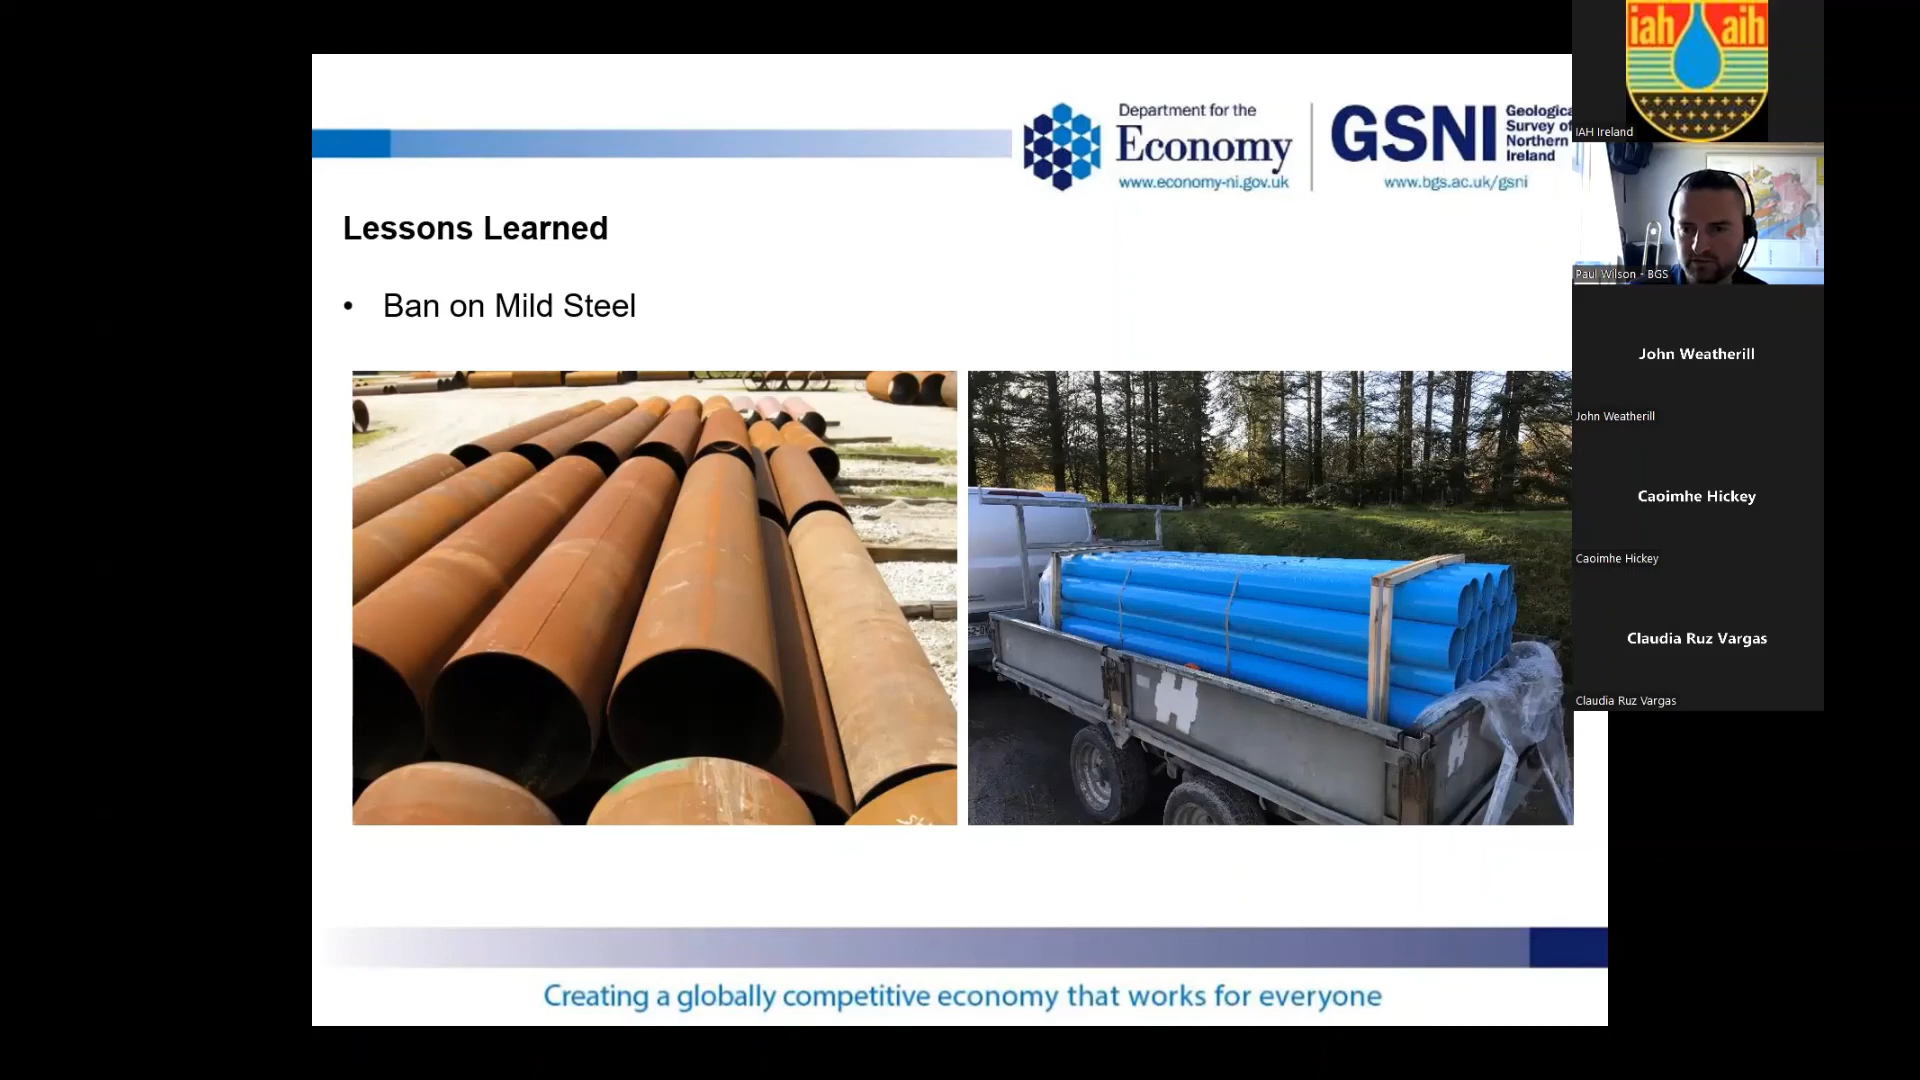 Department for the
Economy
www.economy-ni.gov.uk
GSNI
Geologica
Survey of
Northern
Ireland
www.bgs.ac.uk/gsni
Lessons Learned
• Ban on Mild Steel
Creating a globally competitive economy that works for everyone
iah aih
IAH Ireland
Paul Wilson - BGS
John Weatherill
John Weatherill
Caoimhe Hickey
Caoimhe Hickey
Claudia Ruz Vargas
Claudia Ruz Vargas